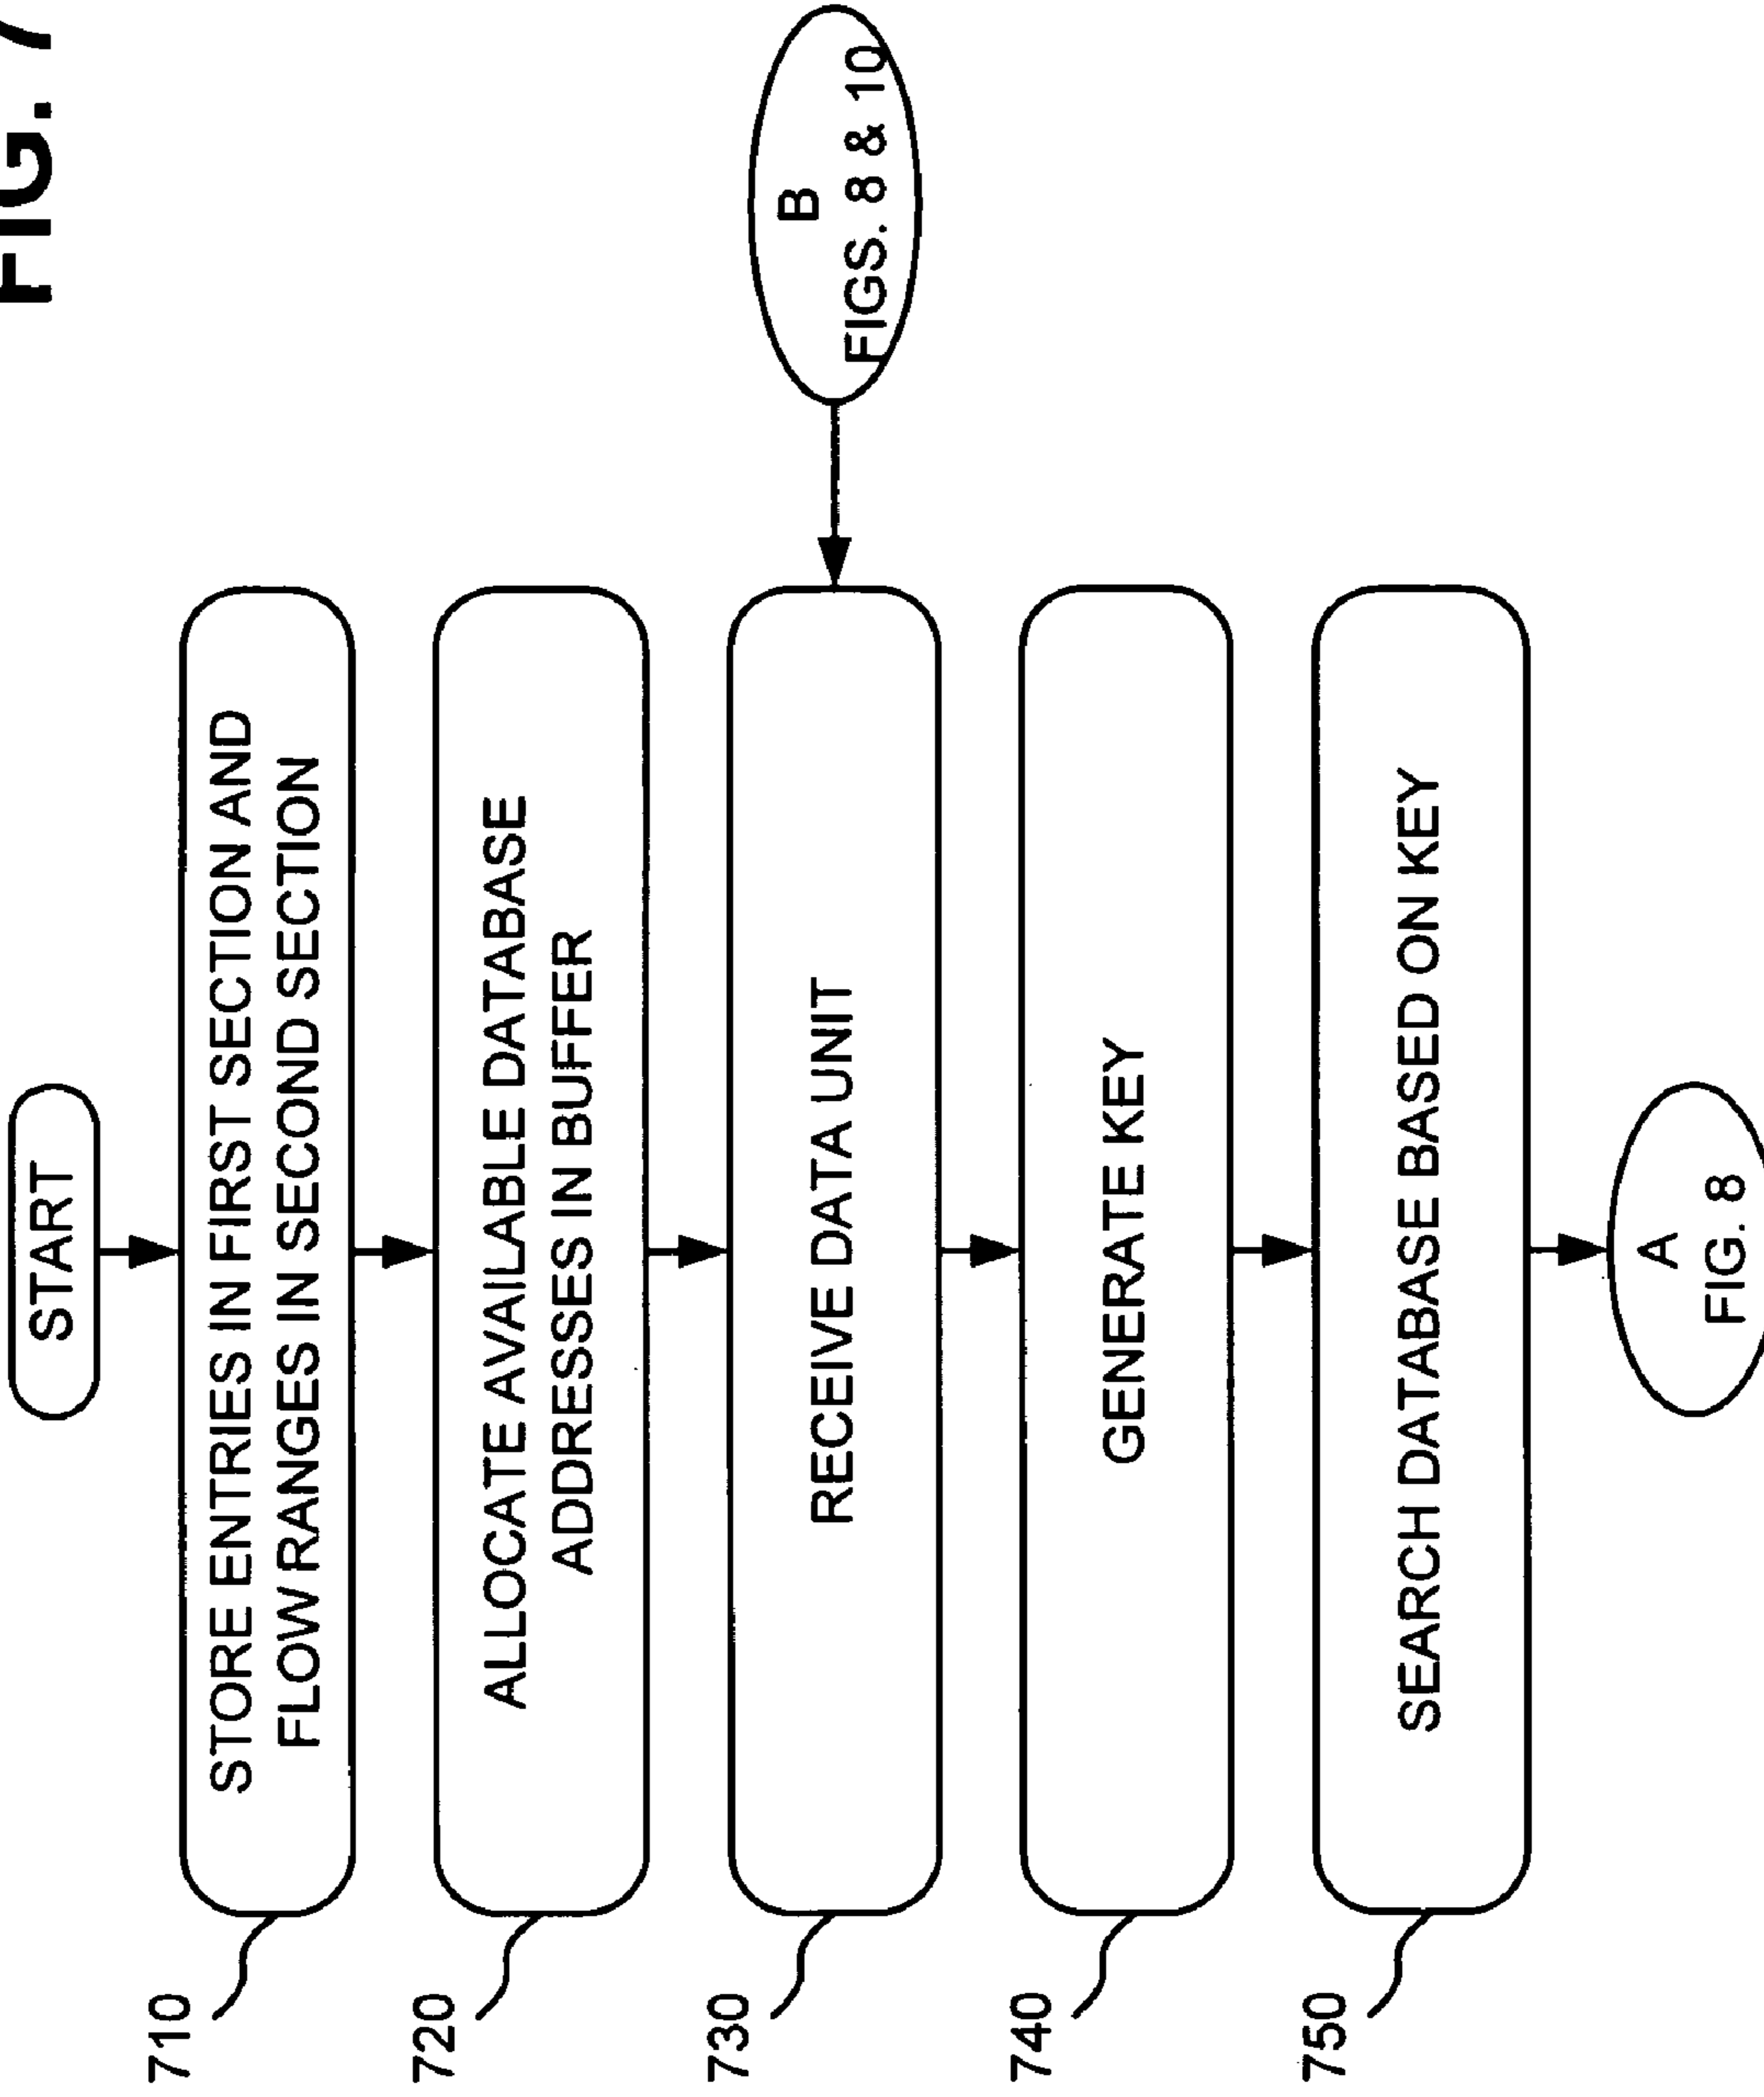 FIG. 7
START
710
STORE ENTRIES IN FIRST SECTION AND
FLOW RANGES IN SECOND SECTION
720
ALLOCATE AVAILABLE DATABASE
ADDRESSES IN BUFFER
730
RECEIVE DATA UNIT
B
FIGS. 8 & 10
740
GENERATE KEY
750
SEARCH DATABASE BASED ON KEY
A
FIG. 8